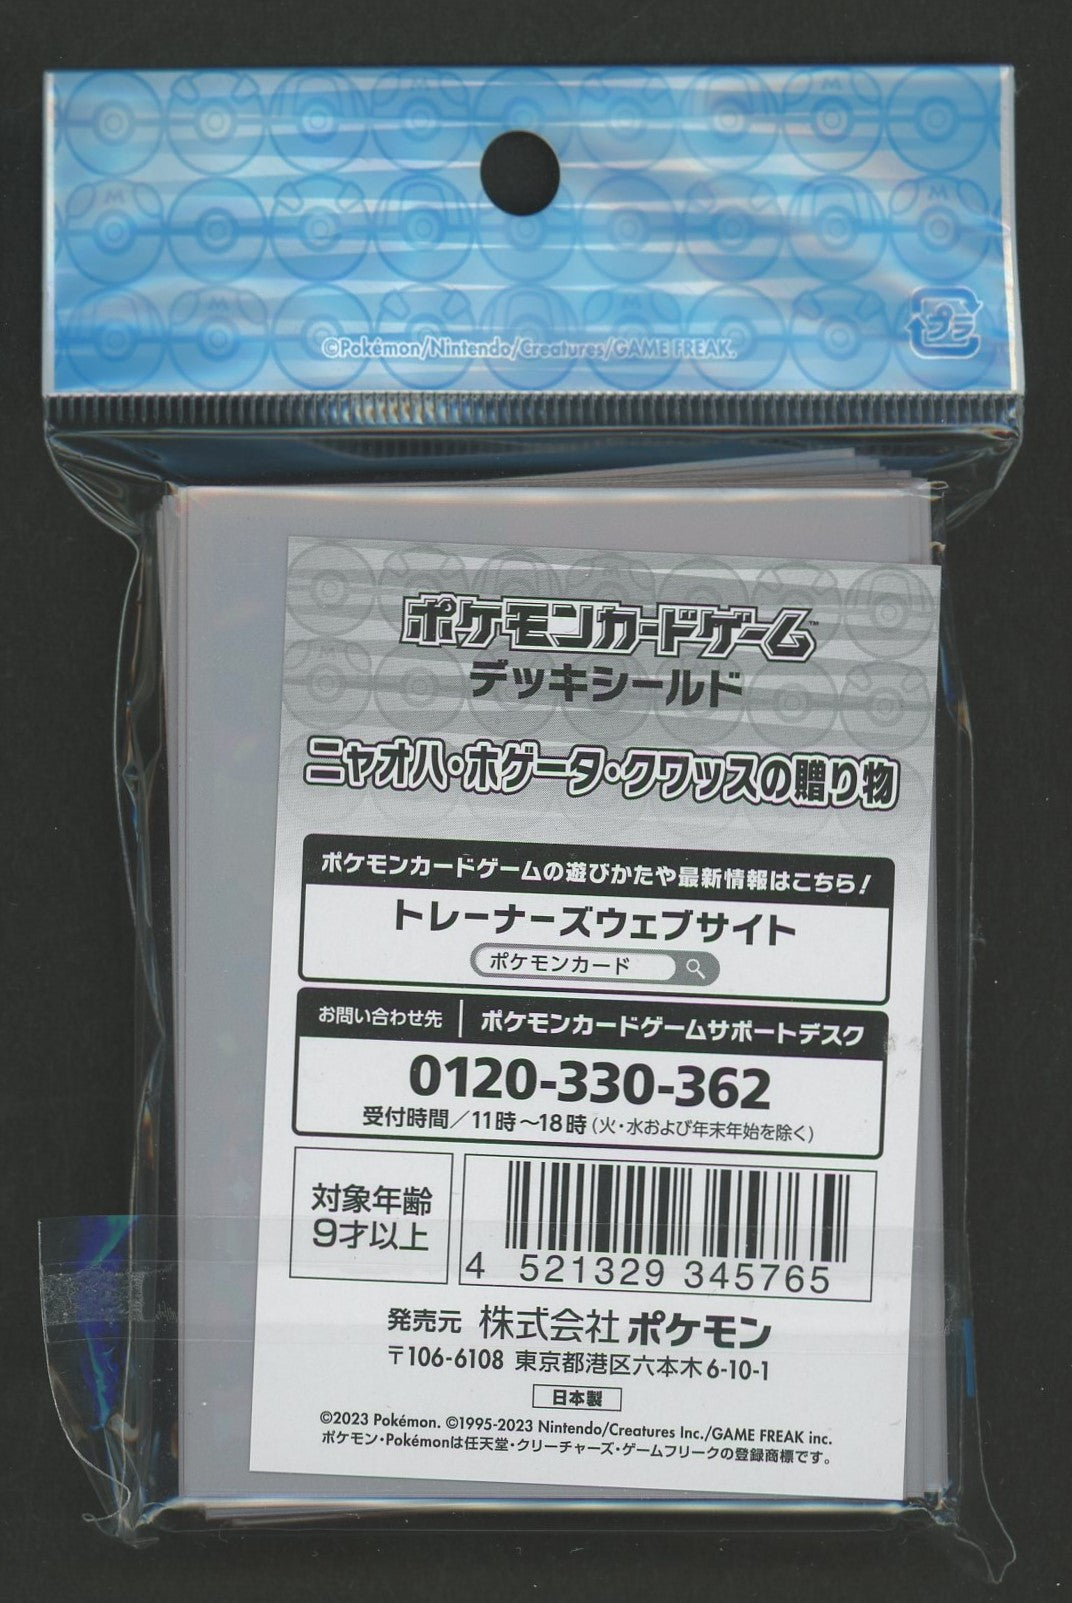 ©Pokémon/Nintendo/Creatures/GAME FREAK.
プラ
ポケモンカードゲーム™
デッキシールド
ニャオハ・ホゲータ・クワッスの贈り物
ポケモンカードゲームの遊びかたや最新情報はこちら!
トレーナーズウェブサイト
ポケモンカード
お問い合わせ先 | ポケモンカードゲームサポートデスク
0120-330-362
受付時間/11時～18時(火・水および年末年始を除く)
対象年齢
9才以上
4 521329 345765
発売元 株式会社ポケモン
〒106-6108 東京都港区六本木6-10-1
日本製
©2023 Pokémon. ©1995-2023 Nintendo/Creatures Inc./GAME FREAK inc.
ポケモン・Pokémonは任天堂・クリーチャーズ・ゲームフリークの登録商標です。